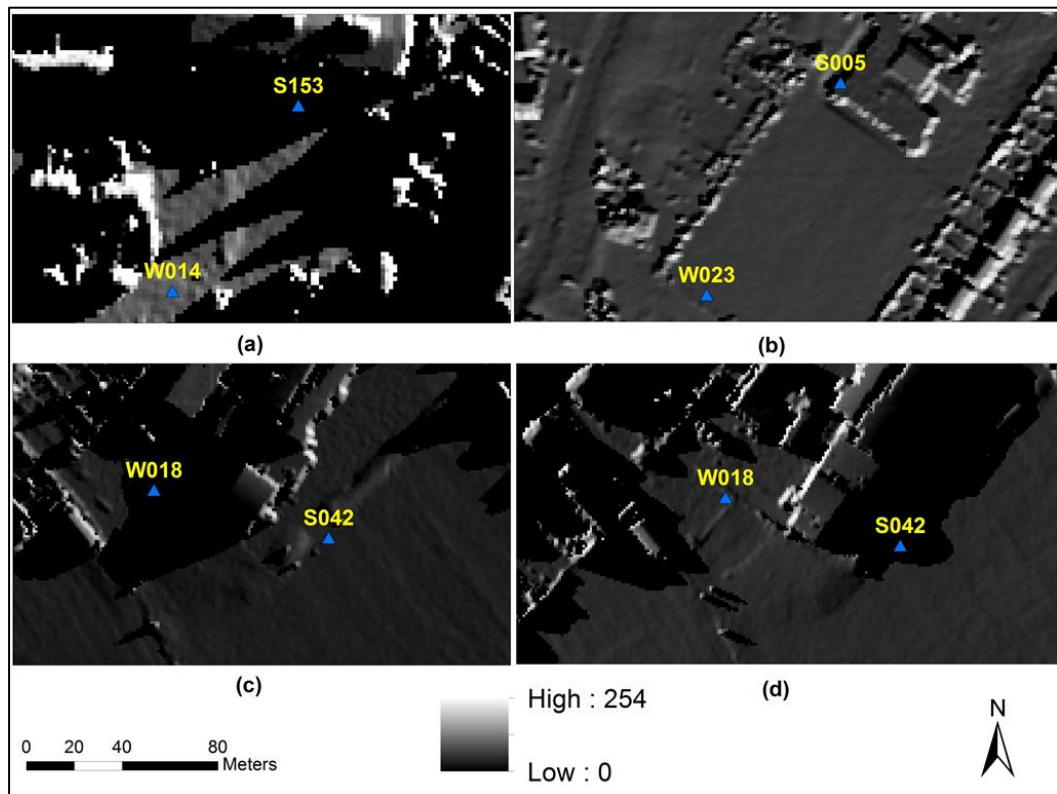 S153
W014
S005
W023
(a)
(b)
W018
S042
W018
S042
(c)
(d)
High : 254
Low : 0
0 20 40 80
Meters
N